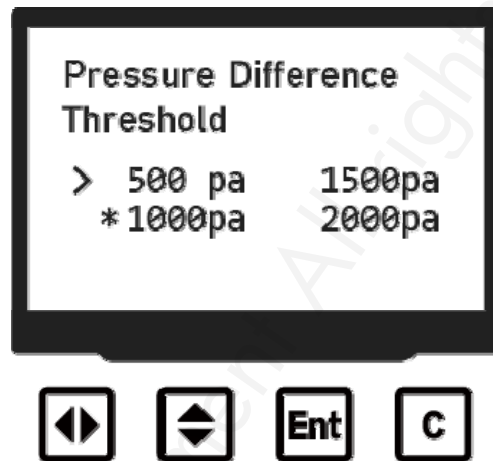 Pressure Difference
Threshold
> 500 pa 1500pa
*1000pa 2000pa
Ent C